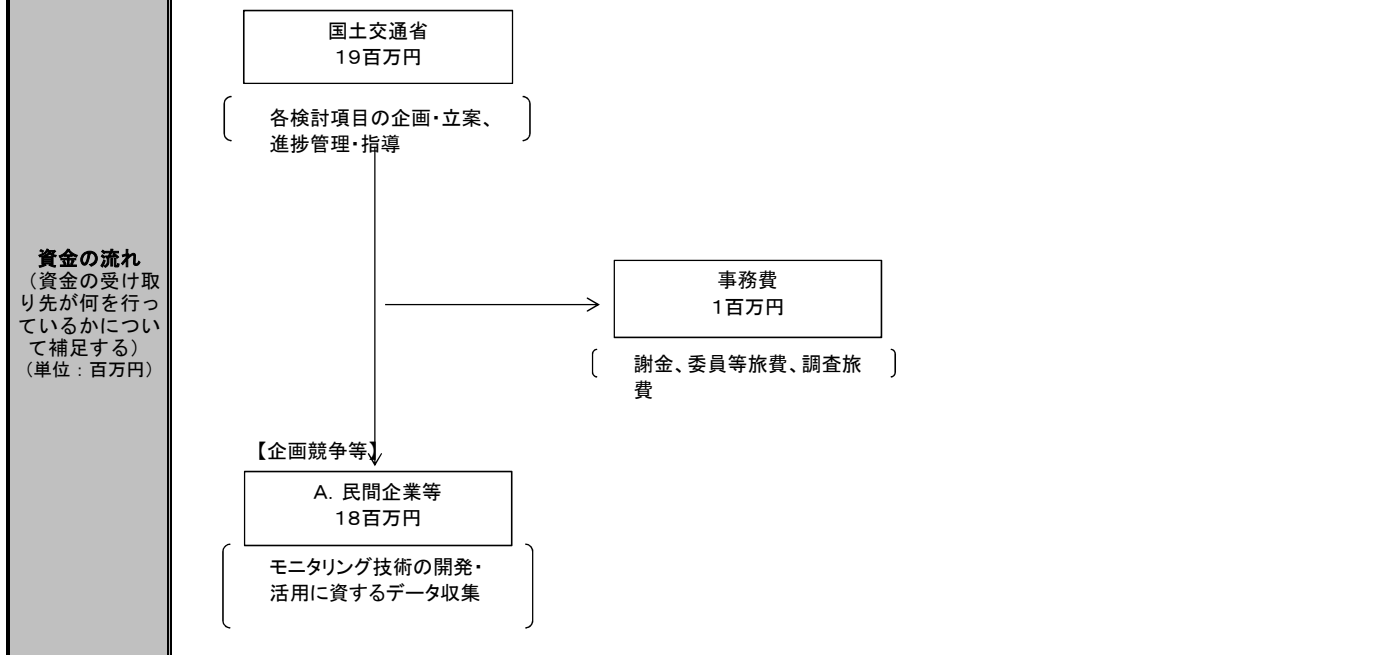 国土交通省
１９百万円
各検討項目の企画・立案、
進捗管理・指導
資金の流れ
（資金の受け取
り先が何を行っ
ているかについ
て補足する）
（単位：百万円）
事務費
１百万円
謝金、委員等旅費、調査旅
費
【企画競争等】
Ａ．民間企業等
１８百万円
モニタリング技術の開発・
活用に資するデータ収集